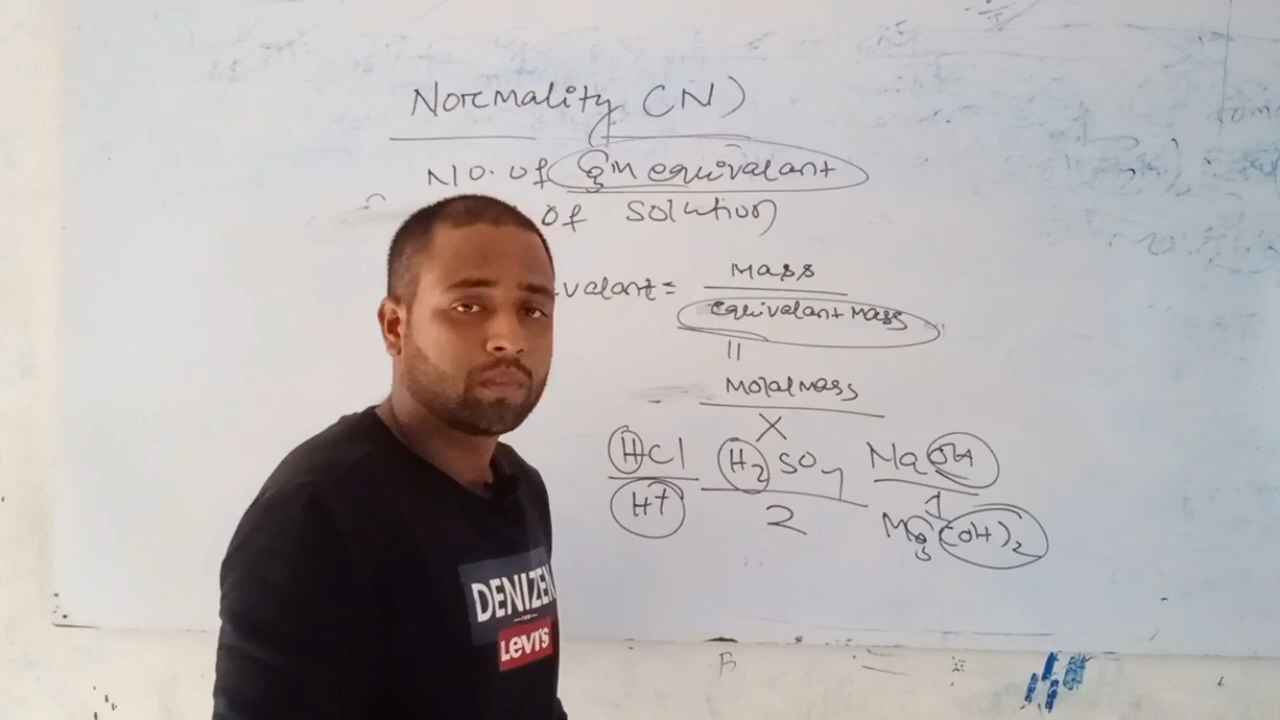 Normality (N)
No. of gm equivalant
of solution
valant = Mass
equivalant Mass
=
Molal mass
X
HCl H2SO4 NaOH
H+ 2 1
Mg(OH)2
DENIZEN
Levi's